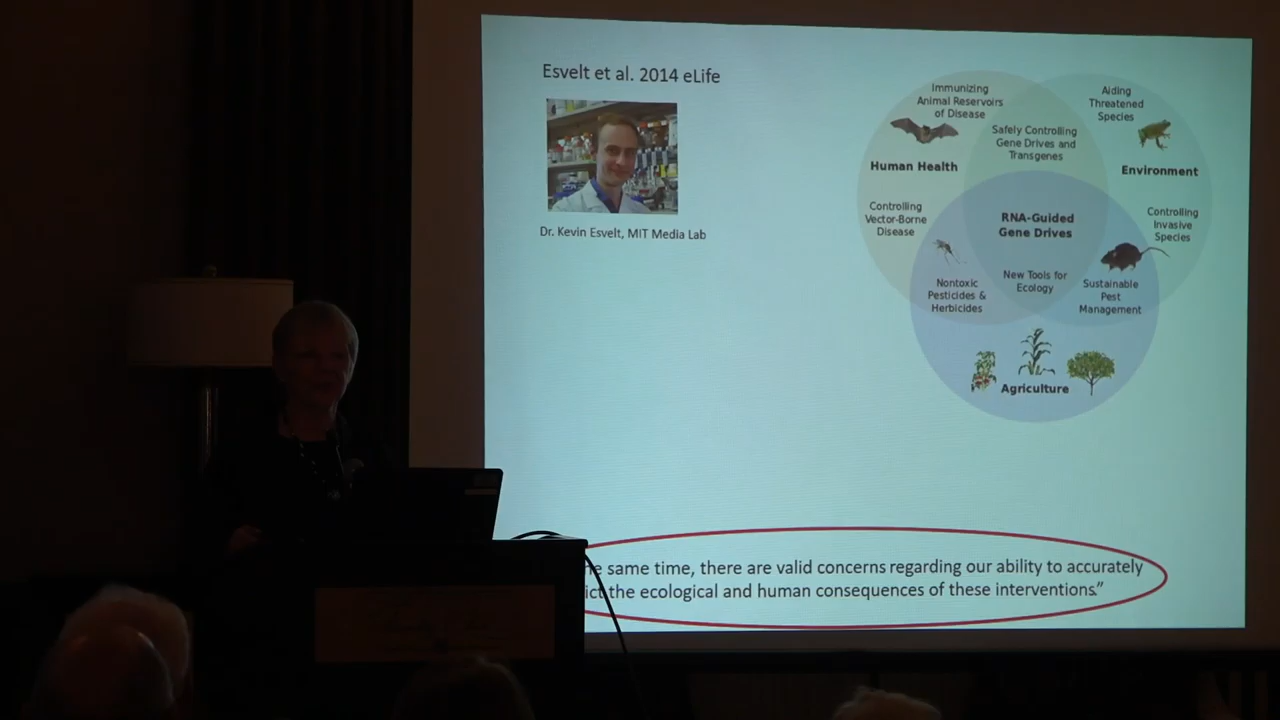 Esvelt et al. 2014 eLife
Dr. Kevin Esvelt, MIT Media Lab
Immunizing
Animal Reservoirs
of Disease
Aiding
Threatened
Species
Safely Controlling
Gene Drives and
Transgenes
Human Health
Environment
Controlling
Vector-Borne
Disease
RNA-Guided
Gene Drives
Controlling
Invasive
Species
New Tools for
Ecology
Nontoxic
Pesticides &
Herbicides
Sustainable
Pest
Management
Agriculture
same time, there are valid concerns regarding our ability to accurately
the ecological and human consequences of these interventions.”